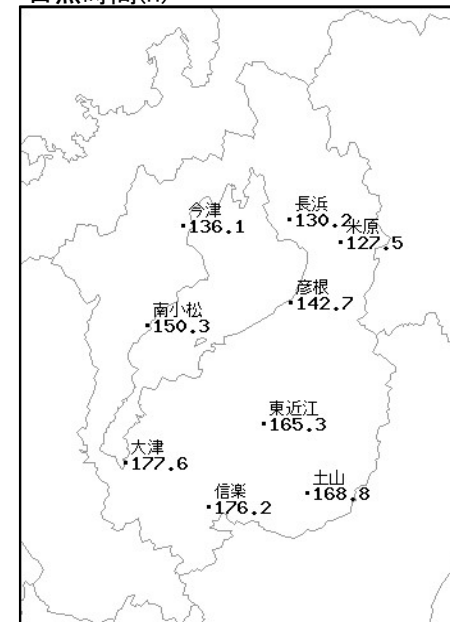 日照時間(h)
今津
136.1
長浜
130.2
米原
127.5
彦根
142.7
南小松
150.3
東近江
165.3
大津
177.6
信楽
176.2
土山
168.8